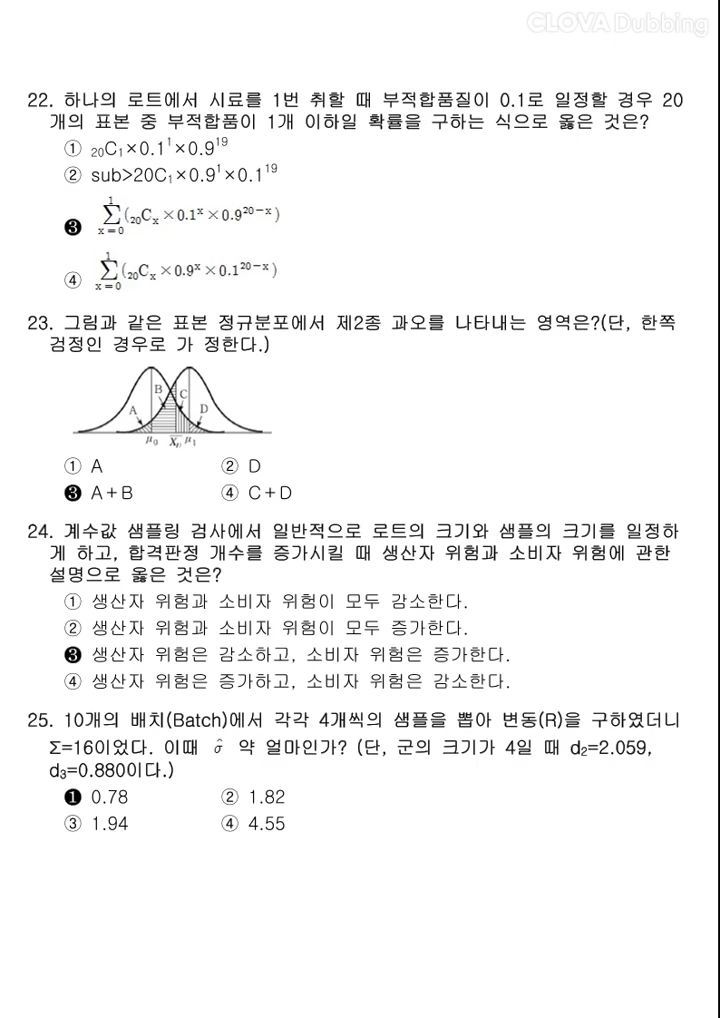 CLOVA Dubbing
22. 하나의 로트에서 시료를 1번 취할 때 부적합품질이 0.1로 일정할 경우 20
개의 표본 중 부적합품이 1개 이하일 확률을 구하는 식으로 옳은 것은?
① ₂₀C₁×0.1¹×0.9¹⁹
② sub>20C₁×0.9¹×0.1¹⁹
❸ 1 Σ x=0 (₂₀Cₓ×0.1ˣ×0.9²⁰⁻ˣ)
④ 1 Σ x=0 (₂₀Cₓ×0.9ˣ×0.1²⁰⁻ˣ)
23. 그림과 같은 표본 정규분포에서 제2종 과오를 나타내는 영역은?(단, 한쪽
검정인 경우로 가 정한다.)
B C
A D
μ₀ X̄ᵤ μ₁
① A ② D
❸ A+B ④ C+D
24. 계수값 샘플링 검사에서 일반적으로 로트의 크기와 샘플의 크기를 일정하
게 하고, 합격판정 개수를 증가시킬 때 생산자 위험과 소비자 위험에 관한
설명으로 옳은 것은?
① 생산자 위험과 소비자 위험이 모두 감소한다.
② 생산자 위험과 소비자 위험이 모두 증가한다.
❸ 생산자 위험은 감소하고, 소비자 위험은 증가한다.
④ 생산자 위험은 증가하고, 소비자 위험은 감소한다.
25. 10개의 배치(Batch)에서 각각 4개씩의 샘플을 뽑아 변동(R)을 구하였더니
Σ=16이었다. 이때 σ̂ 약 얼마인가? (단, 군의 크기가 4일 때 d₂=2.059,
d₃=0.880이다.)
❶ 0.78 ② 1.82
③ 1.94 ④ 4.55